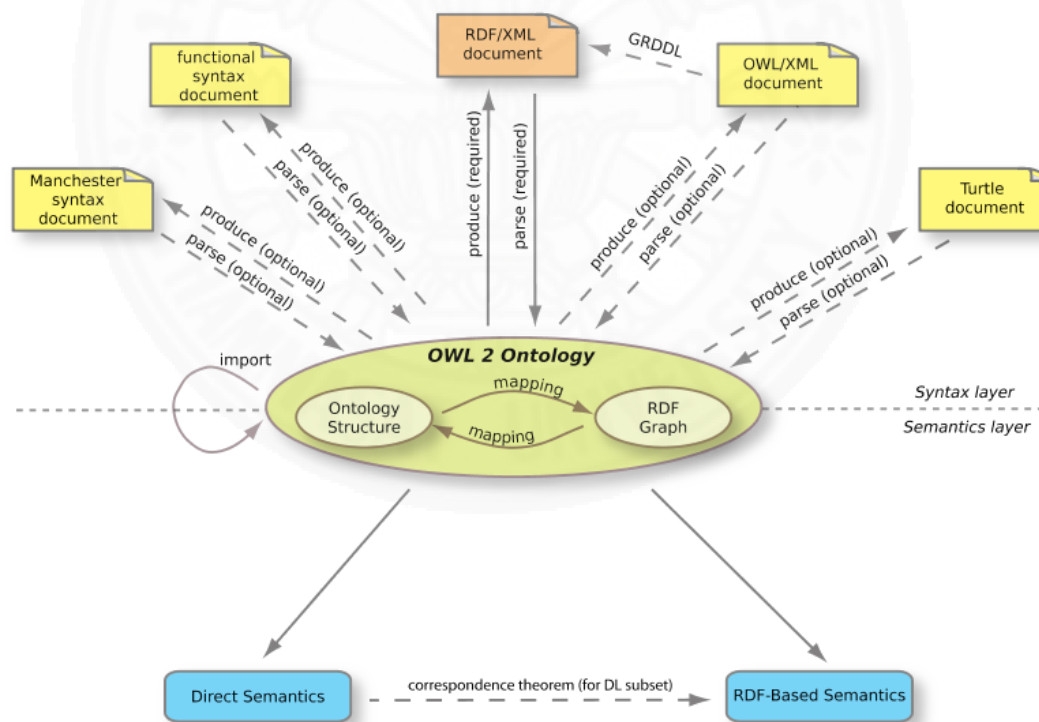 RDF/XML
document
GRDDL
functional
syntax
document
OWL/XML
document
Manchester
syntax
document
Turtle
document
produce (optional)
parse (optional)
produce (optional)
parse (optional)
produce (required)
parse (required)
produce (optional)
parse (optional)
produce (optional)
parse (optional)
OWL 2 Ontology
import
mapping
Ontology
Structure
RDF
Graph
mapping
Syntax layer
Semantics layer
Direct Semantics
correspondence theorem (for DL subset)
RDF-Based Semantics